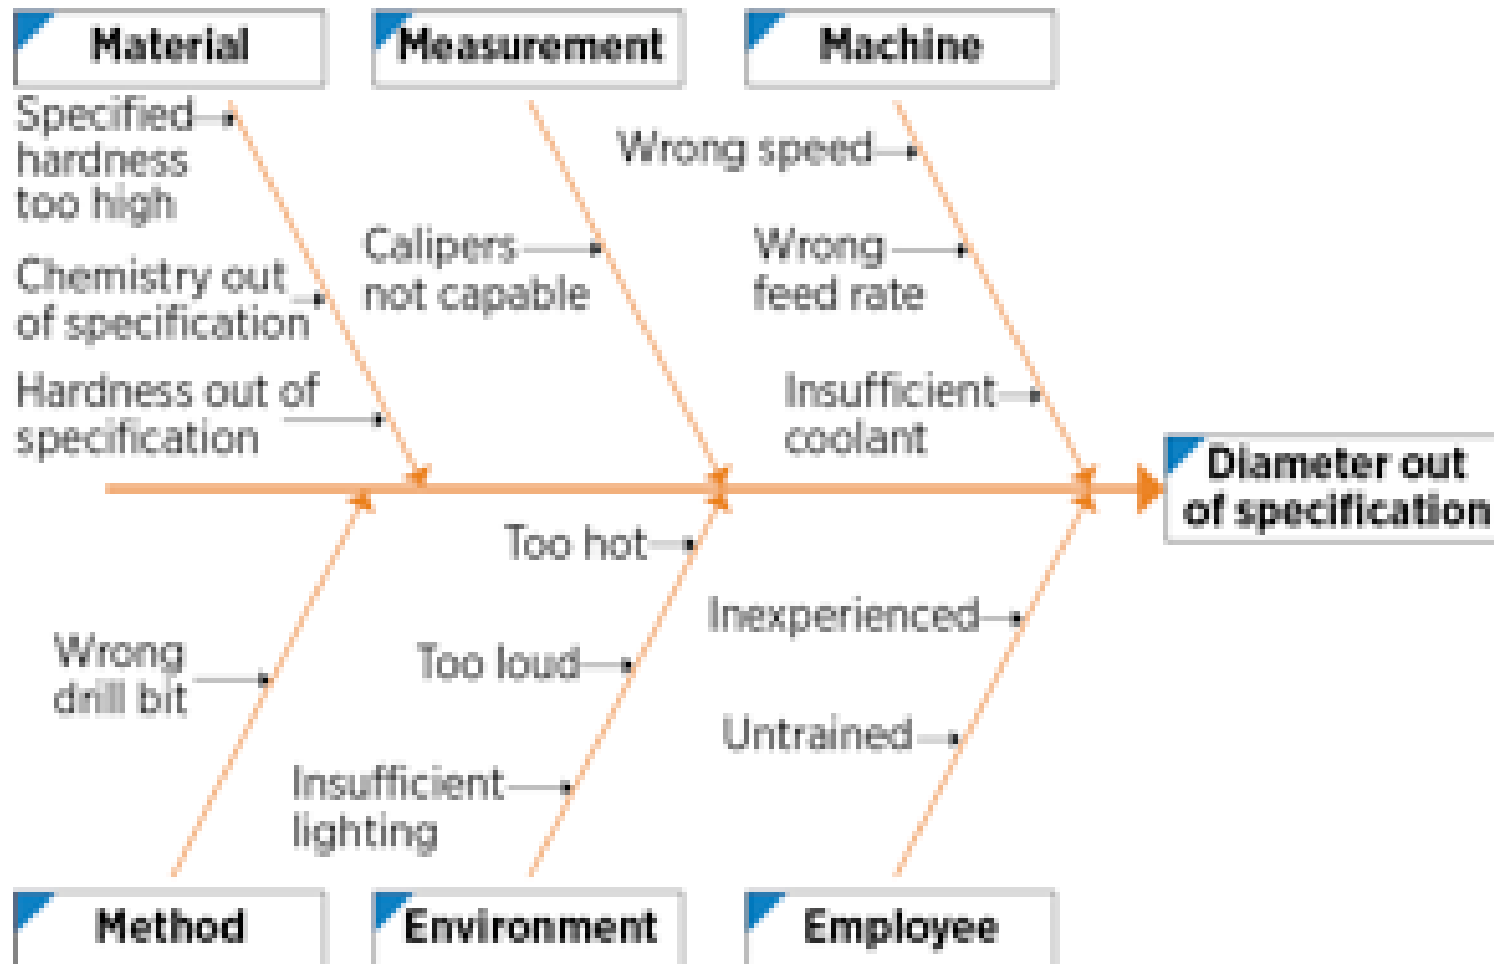 Material
Measurement
Machine
Specified
hardness
too high
Chemistry out
of specification
Hardness out of
specification
Calipers
not capable
Wrong speed
Wrong
feed rate
Insufficient
coolant
Diameter out
of specification
Wrong
drill bit
Too hot
Too loud
Insufficient
lighting
Inexperienced
Untrained
Method
Environment
Employee